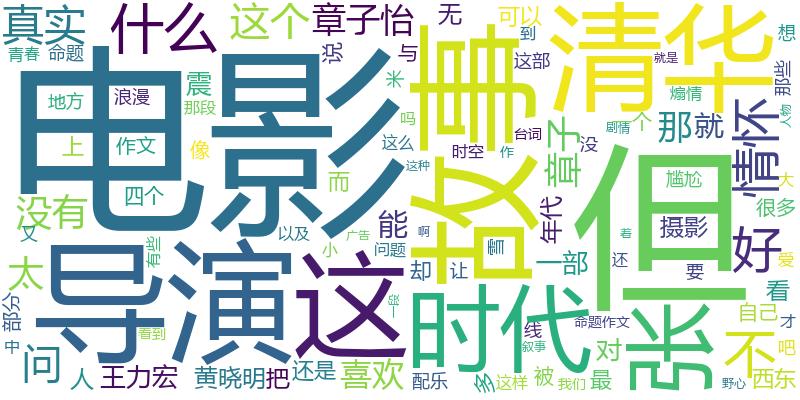 真实
什么
这个
章子怡
无
可以
到
清华
想
青春
命题
说
与
这部
就是
那些
电影
故事
地方
浪漫
震
那段
米
煽情
上
作文
像
吗
台词
剧情
个
那
就
情怀
人物
这么
时空
作
章子
没
没有
四个
而
这种
但
尴尬
大
又
有些
以及
能
年代
摄影
很多
导演
这
小
广告
问题
啊
雪
还
着
要
好
爱
太
却
让
一部
看
部分
时代
一段
张
自己
才
中
看到
线
命题作文
不
吧
问
人
王力宏
黄晓明
把
还是
喜欢
配乐
多
这样
叙事
被
我们
对
最
野心
西东